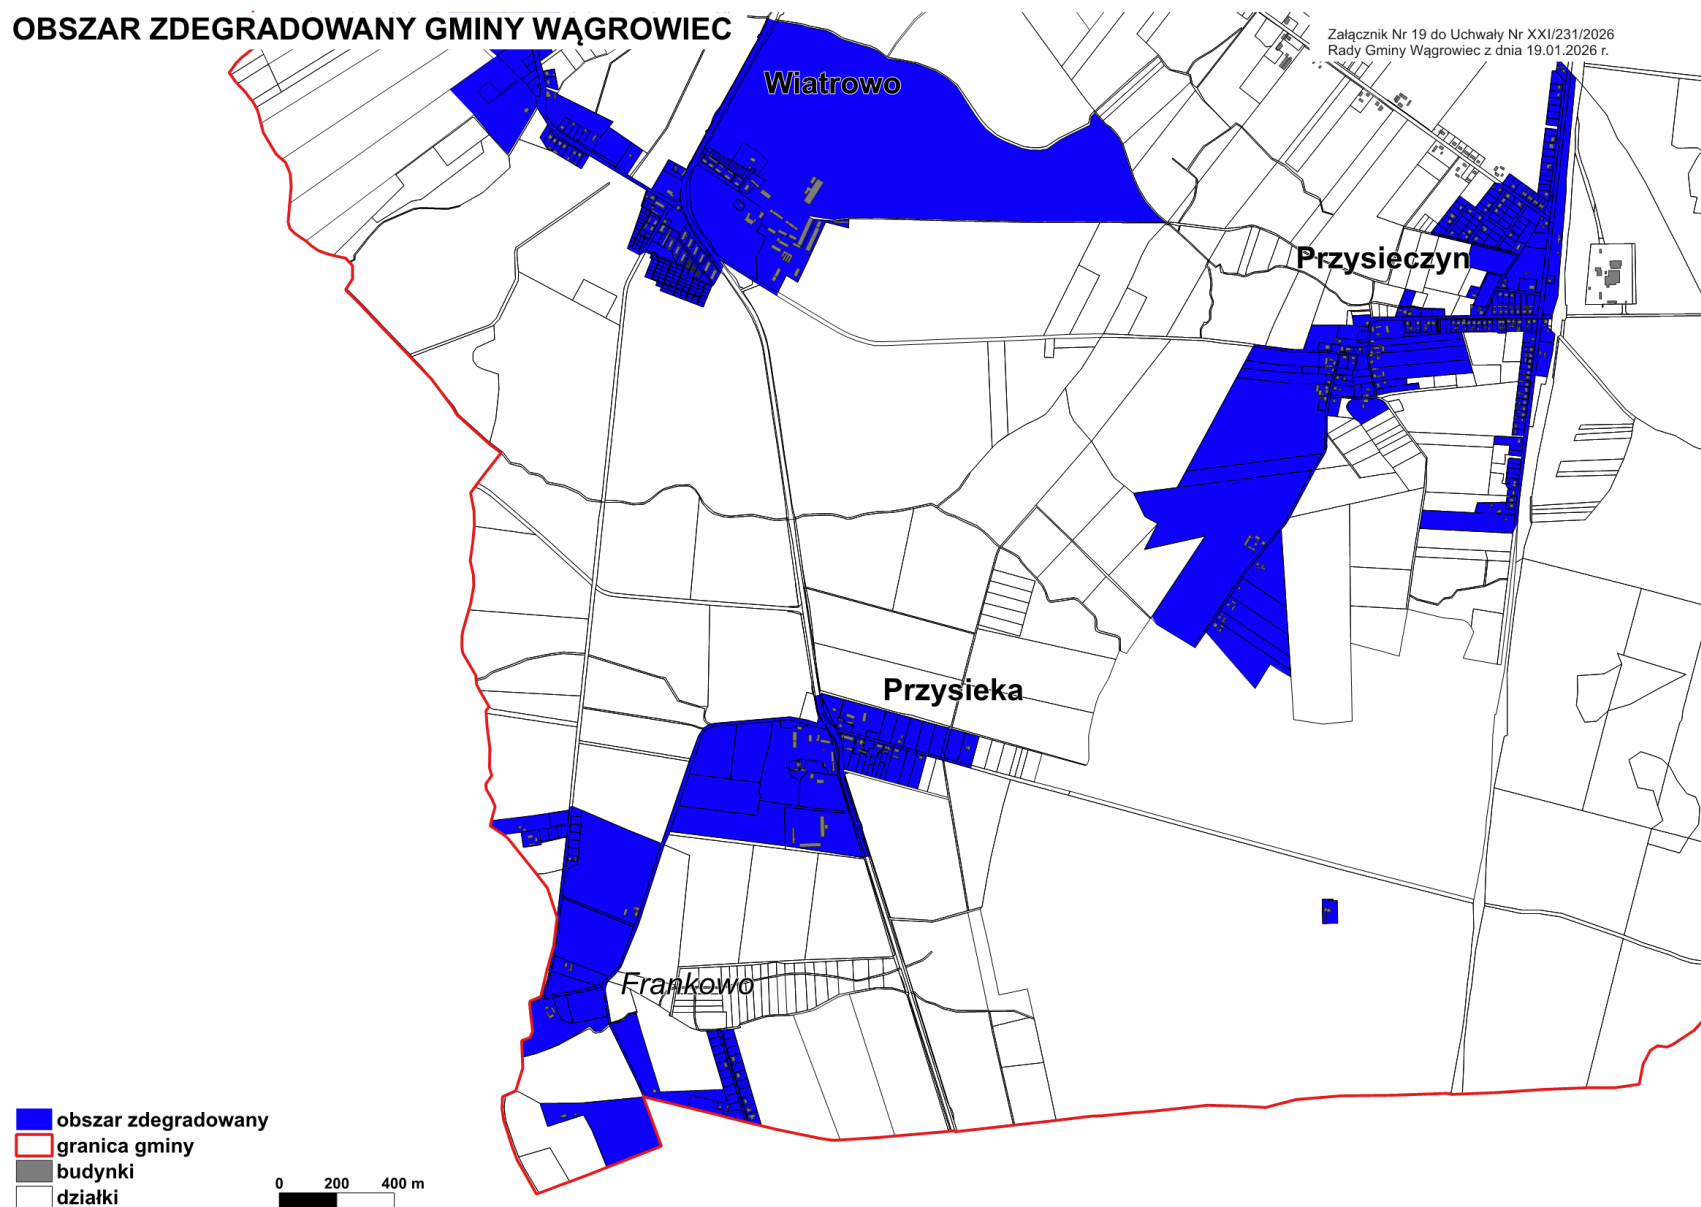 OBSZAR ZDEGRADOWANY GMINY WĄGROWIEC
Załącznik Nr 19 do Uchwały Nr XXI/231/2026
Rady Gminy Wągrowiec z dnia 19.01.2026 r.
Wiatrowo
Przysieczyn
Przysieka
Frankowo
obszar zdegradowany
granica gminy
budynki
działki
0 200 400 m